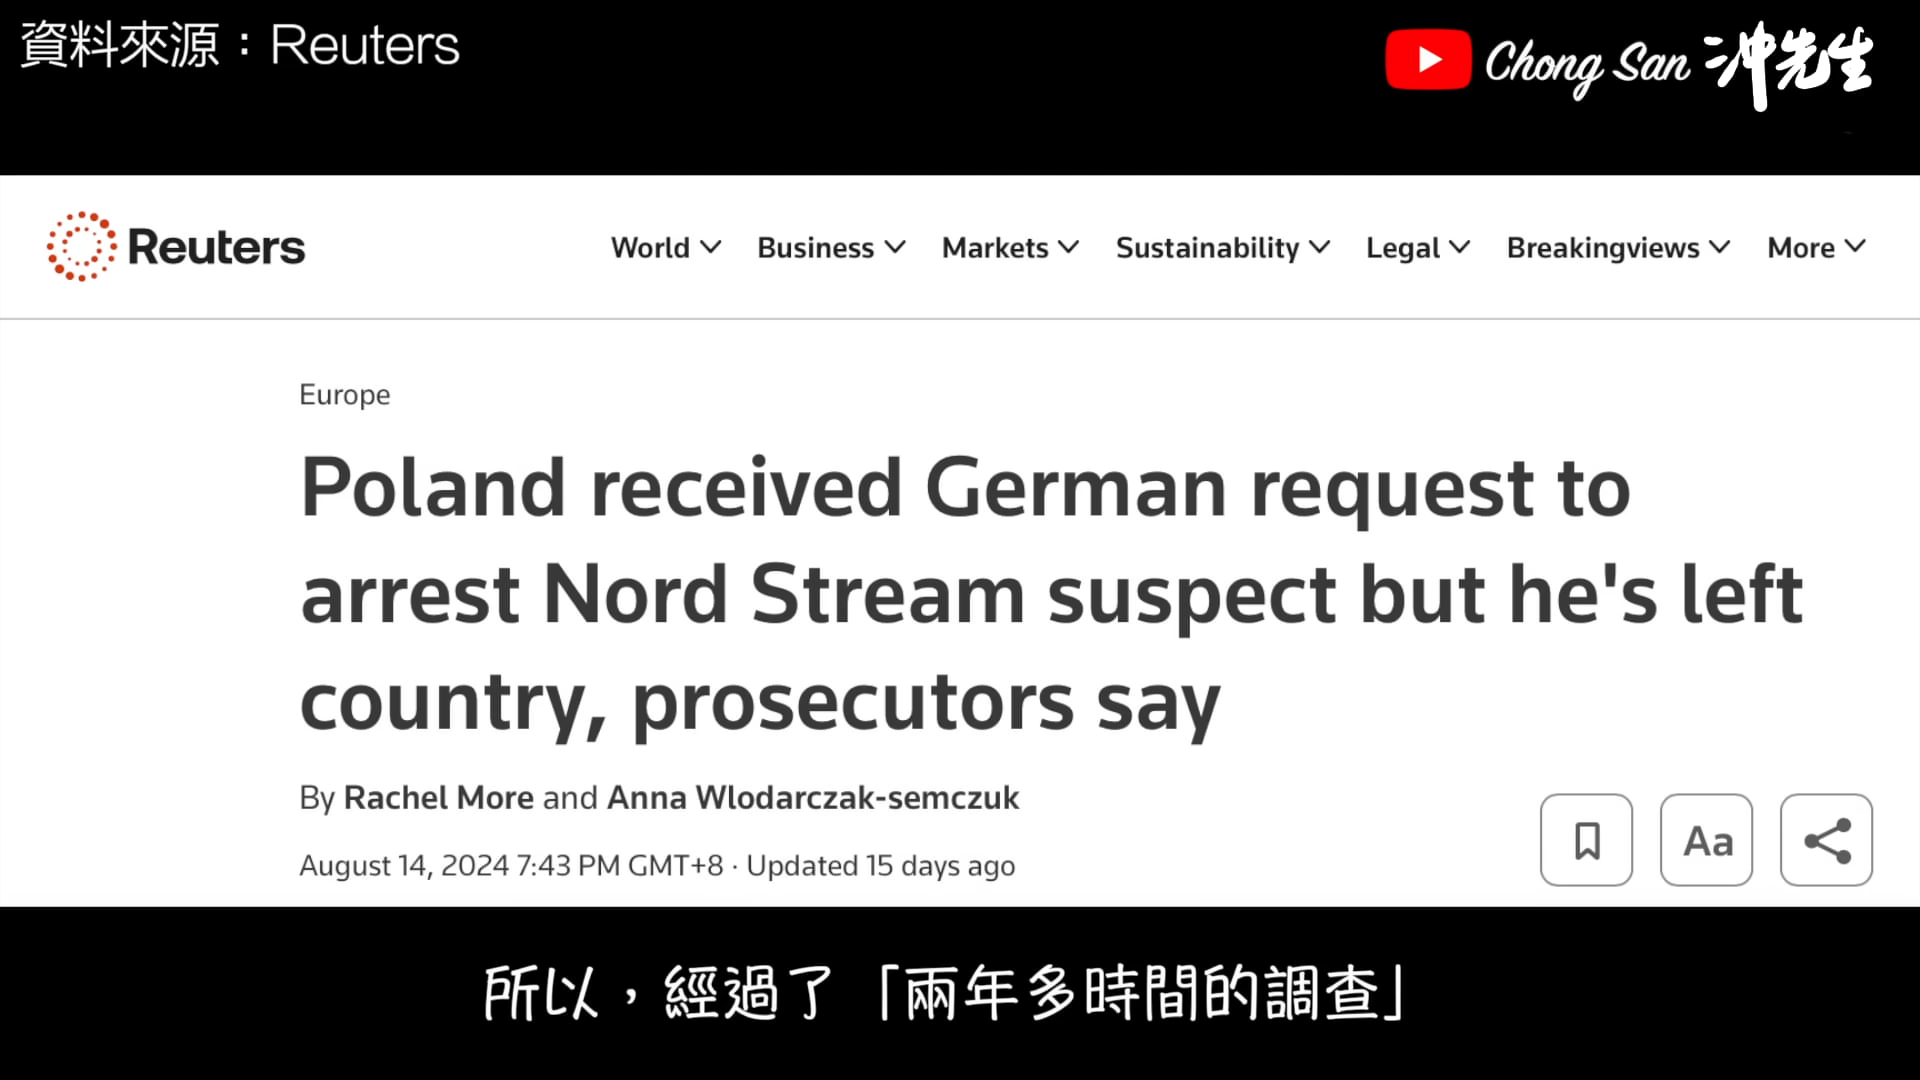 資料來源：Reuters
Chong San 沖先生
Reuters
World Business Markets Sustainability Legal Breakingviews More
Europe
Poland received German request to
arrest Nord Stream suspect but he's left
country, prosecutors say
By Rachel More and Anna Wlodarczak-semczuk
August 14, 2024 7:43 PM GMT+8 · Updated 15 days ago
Aa
所以，經過了「兩年多時間的調查」